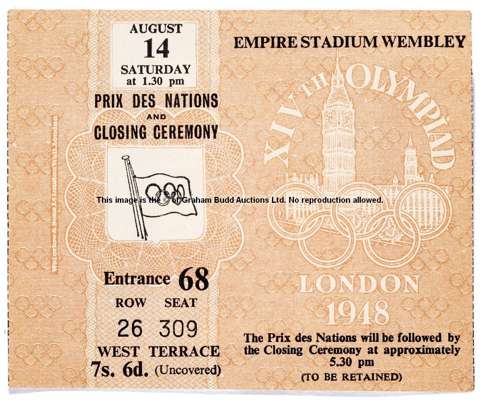 AUGUST
14
SATURDAY
at 1.30 pm
PRIX DES NATIONS
AND
CLOSING CEREMONY
This image is the © of Graham Budd Auctions Ltd. No reproduction allowed.
Entrance 68
ROW SEAT
26 309
WEST TERRACE
7s. 6d. (Uncovered)
EMPIRE STADIUM WEMBLEY
XIVTH OLYMPIAD
LONDON
1948
The Prix des Nations will be followed by
the Closing Ceremony at approximately
5.30 pm
(TO BE RETAINED)